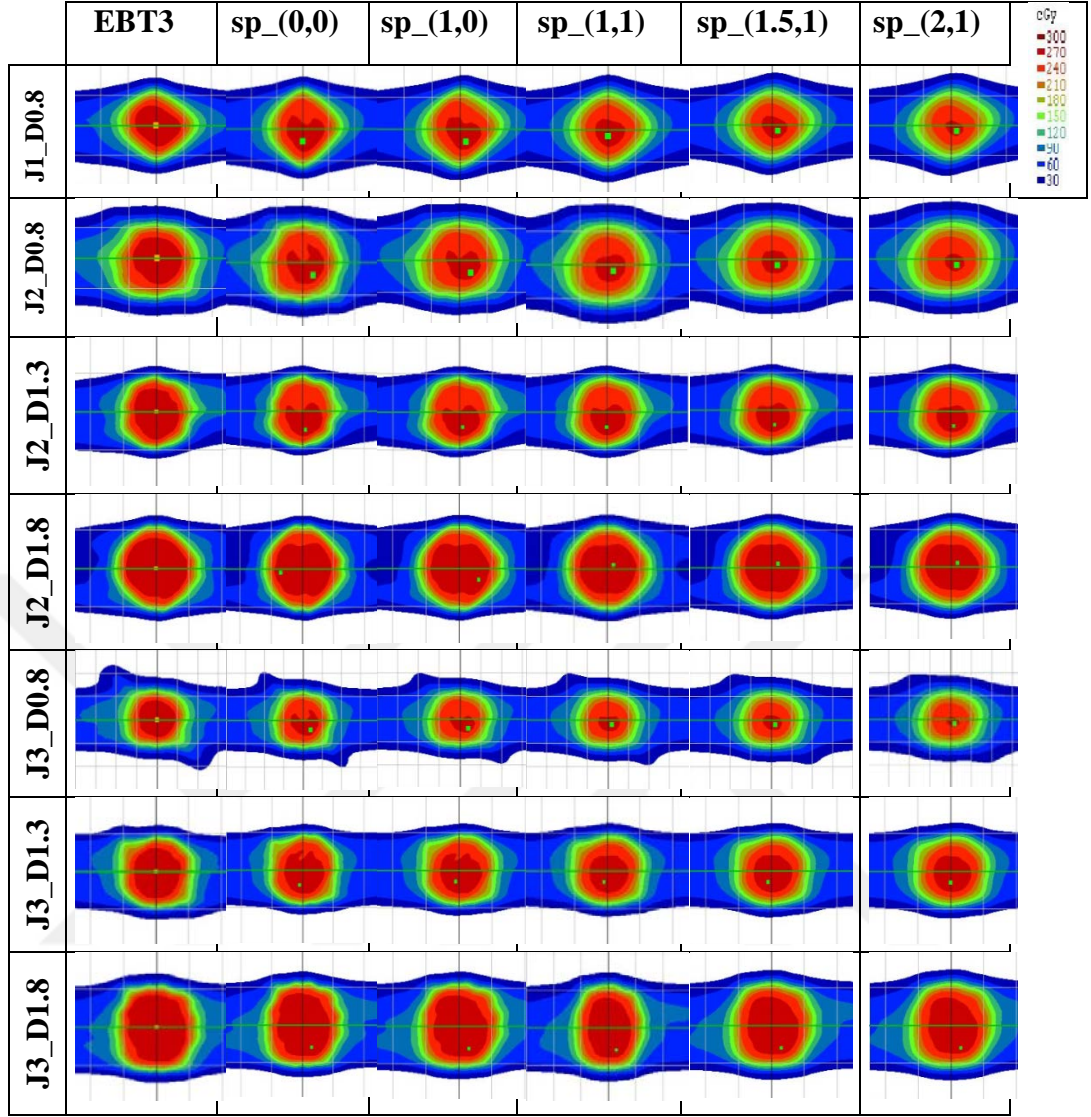 EBT3 sp_(0,0) sp_(1,0) sp_(1,1) sp_(1.5,1) sp_(2,1)
cGy
300
270
240
210
180
150
120
90
60
30
J1_D0.8
J2_D0.8
J2_D1.3
J2_D1.8
J3_D0.8
J3_D1.3
J3_D1.8